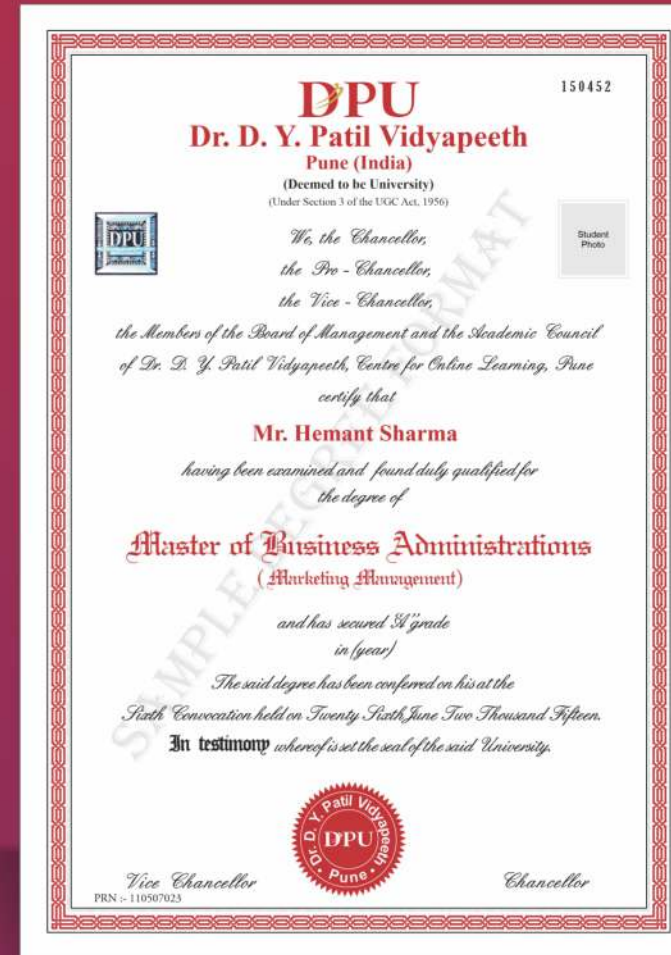 DPU
150452
Dr. D. Y. Patil Vidyapeeth
Pune (India)
(Deemed to be University)
(Under Section 3 of the UGC Act, 1956)
DPU
Student
Photo
We, the Chancellor,
the Pro - Chancellor,
the Vice - Chancellor,
the Members of the Board of Management and the Academic Council
of Dr. D. Y. Patil Vidyapeeth, Centre for Online Learning, Pune
certify that
Mr. Hemant Sharma
having been examined and found duly qualified for
the degree of
Master of Business Administrations
( Marketing Management)
and has secured "A" grade
in (year)
The said degree has been conferred on his at the
Sixth Convocation held on Twenty Sixth June Two Thousand Fifteen.
In testimony whereof is set the seal of the said University.
SAMPLE DEGREE FORMAT
Dr. D. Y. Patil Vidyapeeth
DPU
Pune
Vice Chancellor
Chancellor
PRN :- 110507023